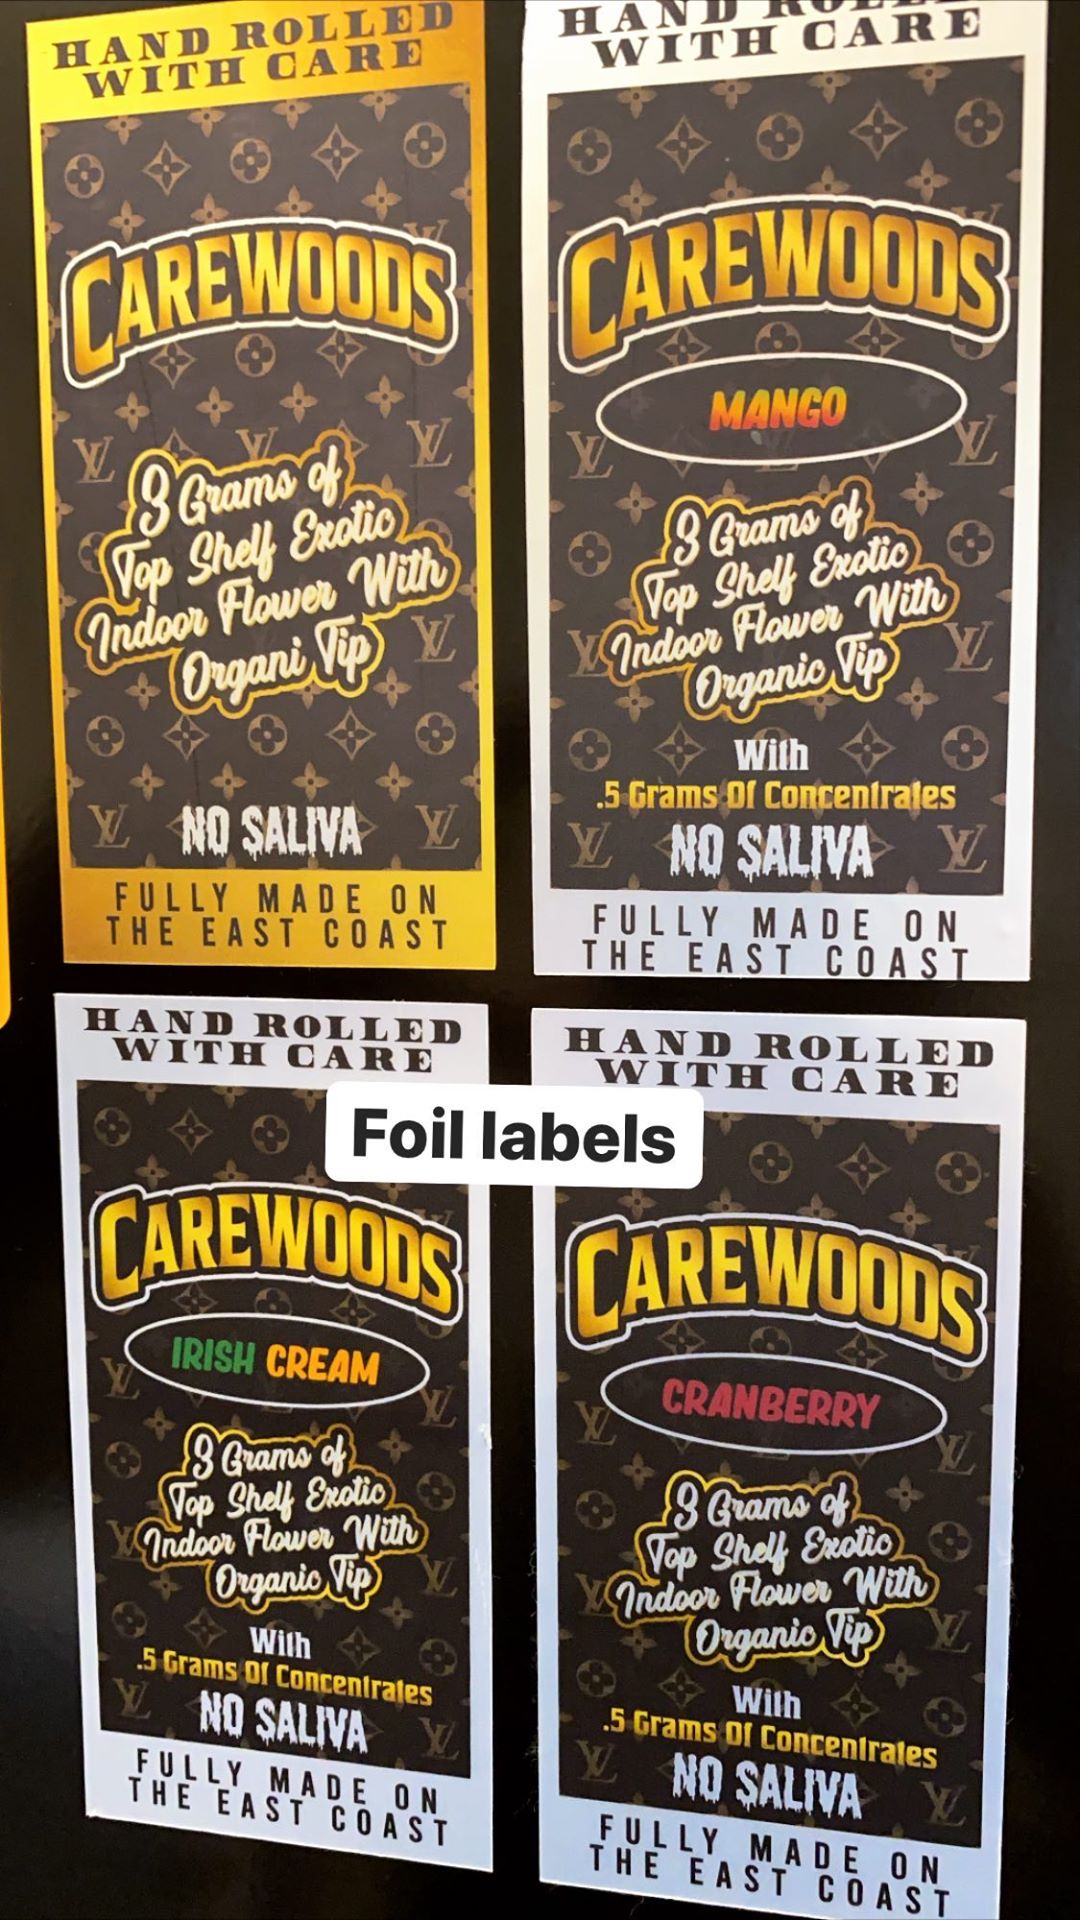 HAND ROLLED
WITH CARE
CAREWOODS
3 Grams of
Top Shelf Exotic
Indoor Flower With
Organi Tip
NO SALIVA
FULLY MADE ON
THE EAST COAST
HAND ROLLED
WITH CARE
CAREWOODS
MANGO
3 Grams of
Top Shelf Exotic
Indoor Flower With
Organic Tip
With
.5 Grams Of Concentrates
NO SALIVA
FULLY MADE ON
THE EAST COAST
Foil labels
HAND ROLLED
WITH CARE
CAREWOODS
IRISH CREAM
3 Grams of
Top Shelf Exotic
Indoor Flower With
Organic Tip
With
.5 Grams Of Concentrates
NO SALIVA
FULLY MADE ON
THE EAST COAST
HAND ROLLED
WITH CARE
CAREWOODS
CRANBERRY
3 Grams of
Top Shelf Exotic
Indoor Flower With
Organic Tip
With
.5 Grams Of Concentrates
NO SALIVA
FULLY MADE ON
THE EAST COAST